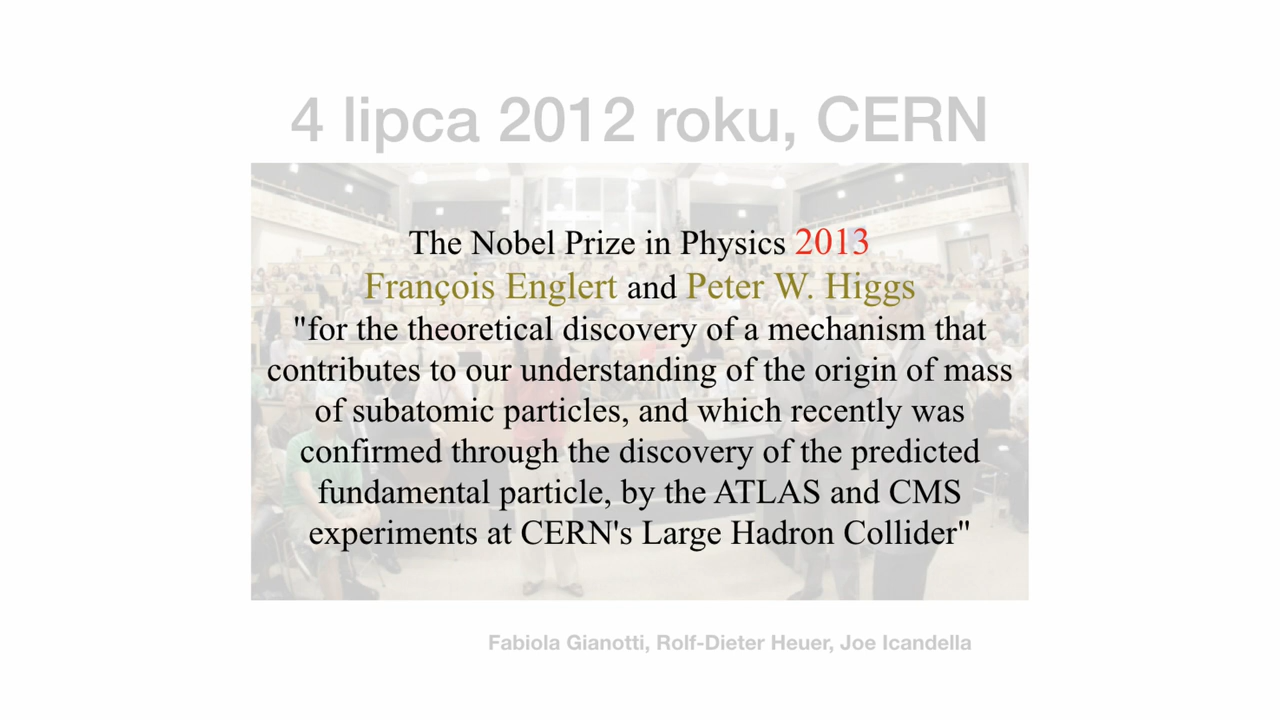 4 lipca 2012 roku, CERN
The Nobel Prize in Physics 2013
François Englert and Peter W. Higgs
"for the theoretical discovery of a mechanism that
contributes to our understanding of the origin of mass
of subatomic particles, and which recently was
confirmed through the discovery of the predicted
fundamental particle, by the ATLAS and CMS
experiments at CERN's Large Hadron Collider"
Fabiola Gianotti, Rolf-Dieter Heuer, Joe Icandella